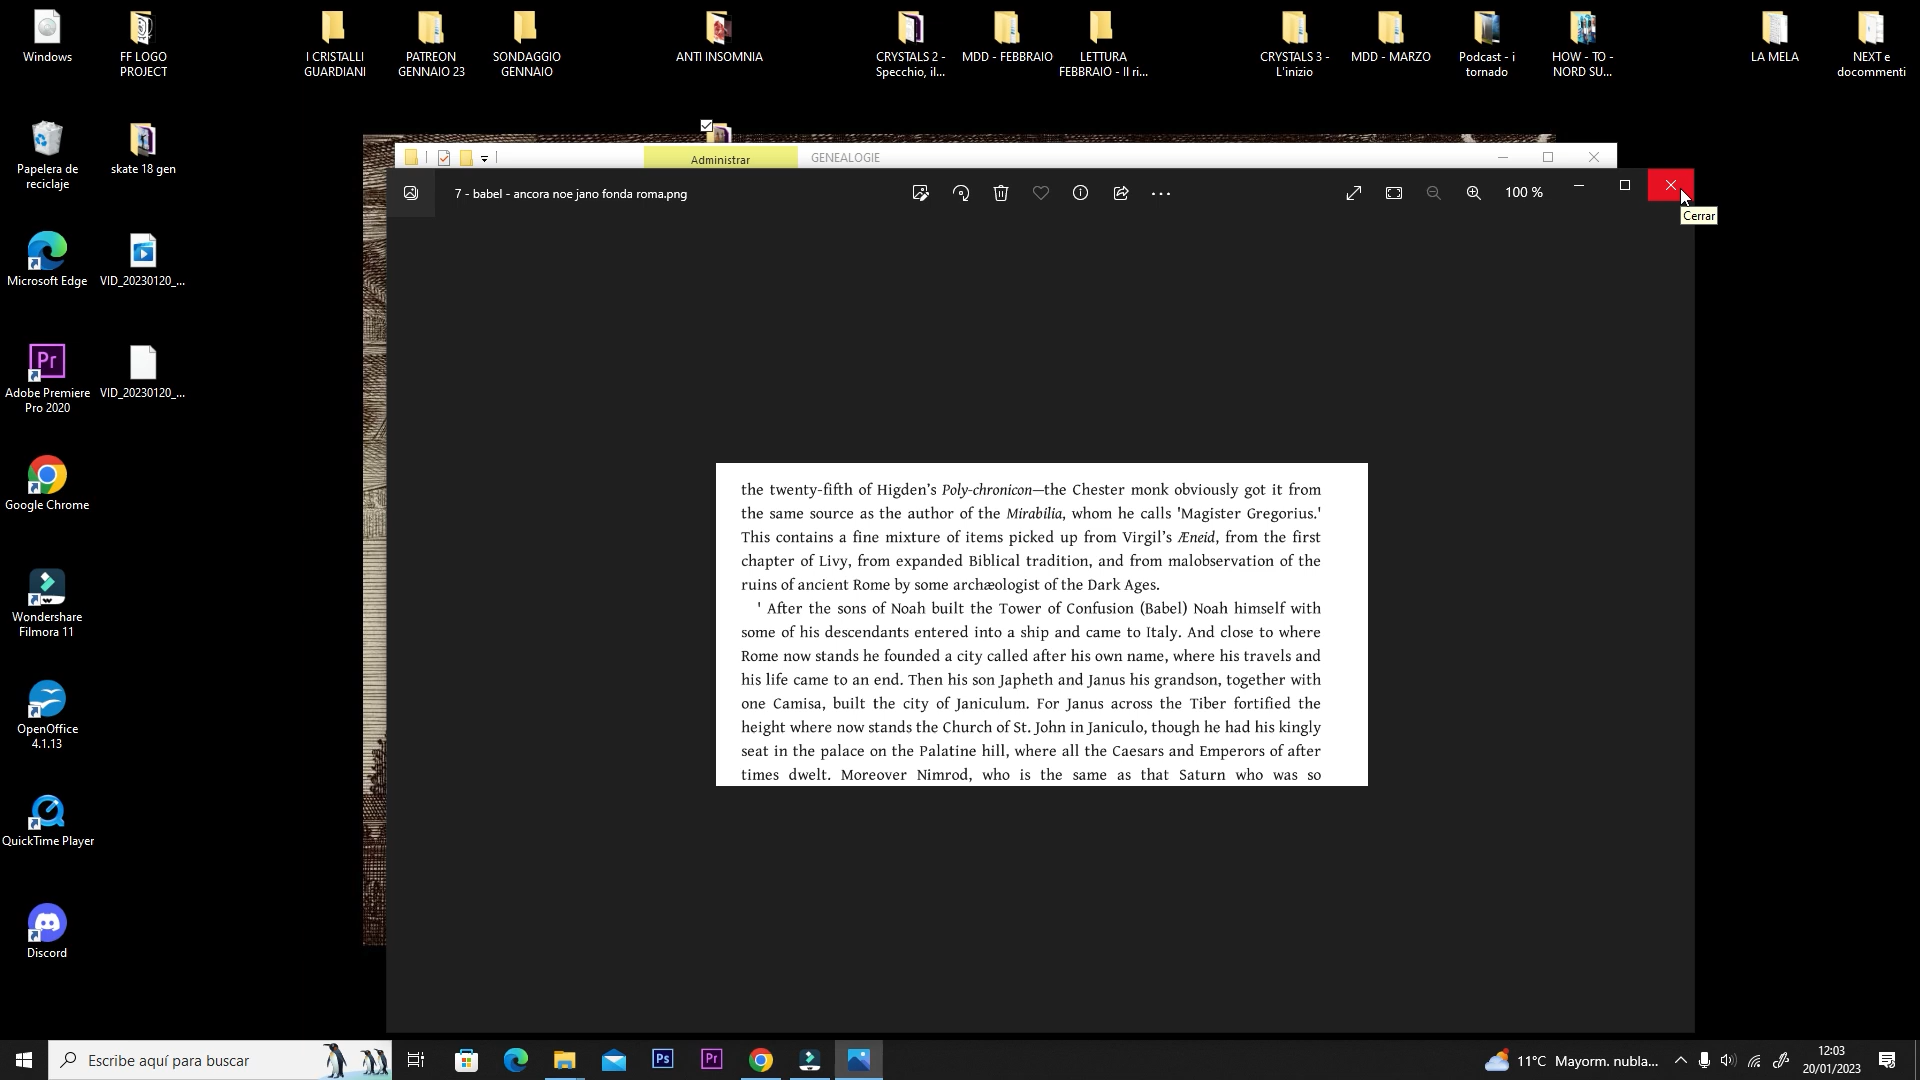 Windows
FF LOGO
PROJECT
I CRISTALLI
GUARDIANI
PATREON
GENNAIO 23
SONDAGGIO
GENNAIO
ANTI INSOMNIA
CRYSTALS 2 -
Specchio, il...
MDD - FEBBRAIO
LETTURA
FEBBRAIO - Il ri...
CRYSTALS 3 -
L'inizio
MDD - MARZO
Podcast - i
tornado
HOW - TO -
NORD SU...
LA MELA
NEXT e
docommenti
Papelera de
reciclaje
skate 18 gen
Microsoft Edge
VID_20230120_...
Adobe Premiere
Pro 2020
VID_20230120_...
Google Chrome
Wondershare
Filmora 11
OpenOffice
4.1.13
QuickTime Player
Discord
Administrar
GENEALOGIE
7 - babel - ancora noe jano fonda roma.png
100 %
Cerrar
the twenty-fifth of Higden’s Poly-chronicon—the Chester monk obviously got it from
the same source as the author of the Mirabilia, whom he calls 'Magister Gregorius.'
This contains a fine mixture of items picked up from Virgil’s Æneid, from the first
chapter of Livy, from expanded Biblical tradition, and from malobservation of the
ruins of ancient Rome by some archæologist of the Dark Ages.
' After the sons of Noah built the Tower of Confusion (Babel) Noah himself with
some of his descendants entered into a ship and came to Italy. And close to where
Rome now stands he founded a city called after his own name, where his travels and
his life came to an end. Then his son Japheth and Janus his grandson, together with
one Camisa, built the city of Janiculum. For Janus across the Tiber fortified the
height where now stands the Church of St. John in Janiculo, though he had his kingly
seat in the palace on the Palatine hill, where all the Caesars and Emperors of after
times dwelt. Moreover Nimrod, who is the same as that Saturn who was so
Escribe aquí para buscar
Ps
Pr
11°C Mayorm. nubla...
12:03
20/01/2023